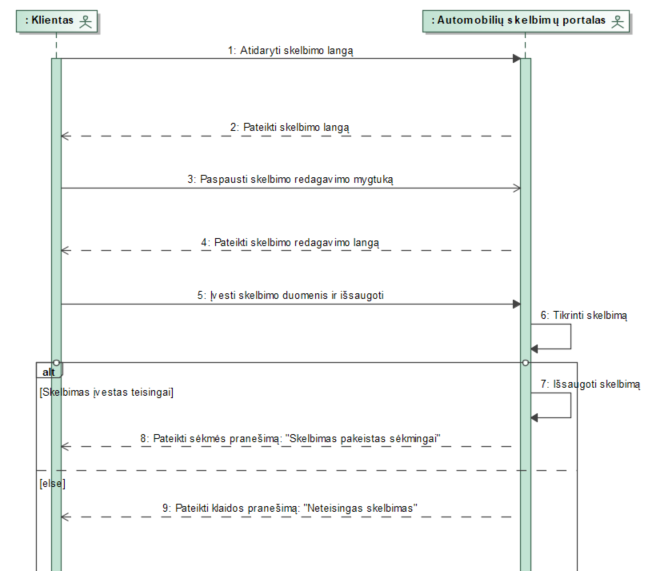 : Klientas
: Automobilių skelbimų portalas
1: Atidaryti skelbimo langą
2: Pateikti skelbimo langą
3: Paspausti skelbimo redagavimo mygtuką
4: Pateikti skelbimo redagavimo langą
5: Įvesti skelbimo duomenis ir išsaugoti
6: Tikrinti skelbimą
alt
[Skelbimas įvestas teisingai]
7: Išsaugoti skelbimą
8: Pateikti sėkmės pranešimą: "Skelbimas pakeistas sėkmingai"
[else]
9: Pateikti klaidos pranešimą: "Neteisingas skelbimas"